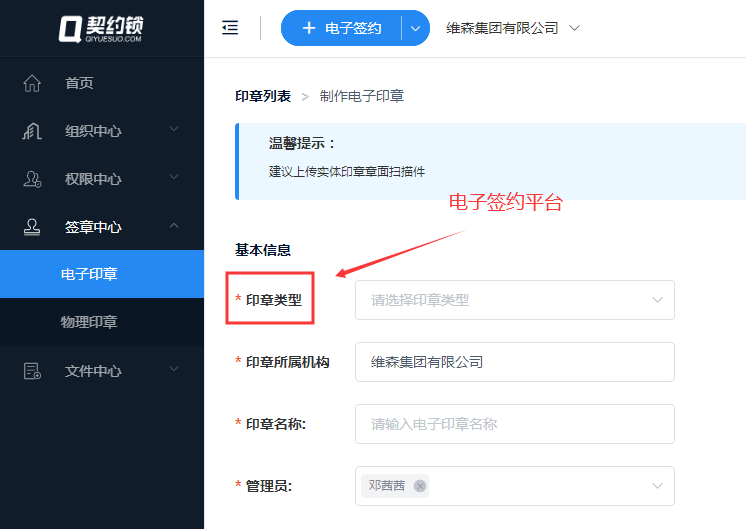 契约锁
QIYUESUO.COM
首页
组织中心
权限中心
签章中心
电子印章
物理印章
文件中心
+ 电子签约
维森集团有限公司
印章列表 > 制作电子印章
温馨提示：
建议上传实体印章章面扫描件
电子签约平台
基本信息
* 印章类型
请选择印章类型
* 印章所属机构
维森集团有限公司
* 印章名称:
请输入电子印章名称
* 管理员:
邓茜茜